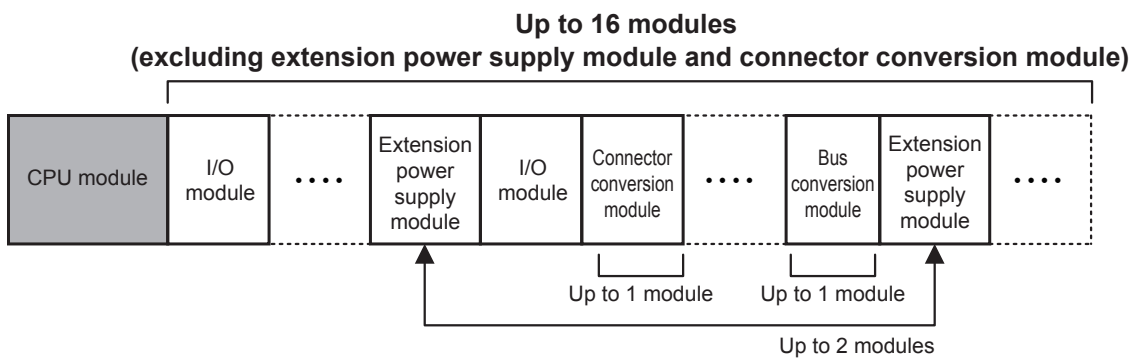 Up to 16 modules
(excluding extension power supply module and connector conversion module)
CPU module
I/O
module
••••
Extension
power
supply
module
I/O
module
Connector
conversion
module
••••
Bus
conversion
module
Extension
power
supply
module
••••
Up to 1 module
Up to 1 module
Up to 2 modules